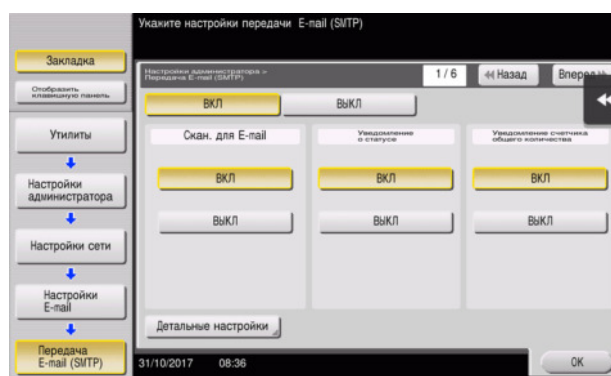 Укажите настройки передачи E-mail (SMTP)
Закладка
Отобразить
клавишную панель
Утилиты
Настройки
администратора
Настройки сети
Настройки
E-mail
Передача
E-mail (SMTP)
Настройки администратора >
Передача E-mail (SMTP)
1 / 6
Назад
Вперед
ВКЛ
ВЫКЛ
Скан. для E-mail
ВКЛ
ВЫКЛ
Уведомление
о статусе
ВКЛ
ВЫКЛ
Уведомление счетчика
общего количества
ВКЛ
ВЫКЛ
Детальные настройки
31/10/2017 08:36
OK